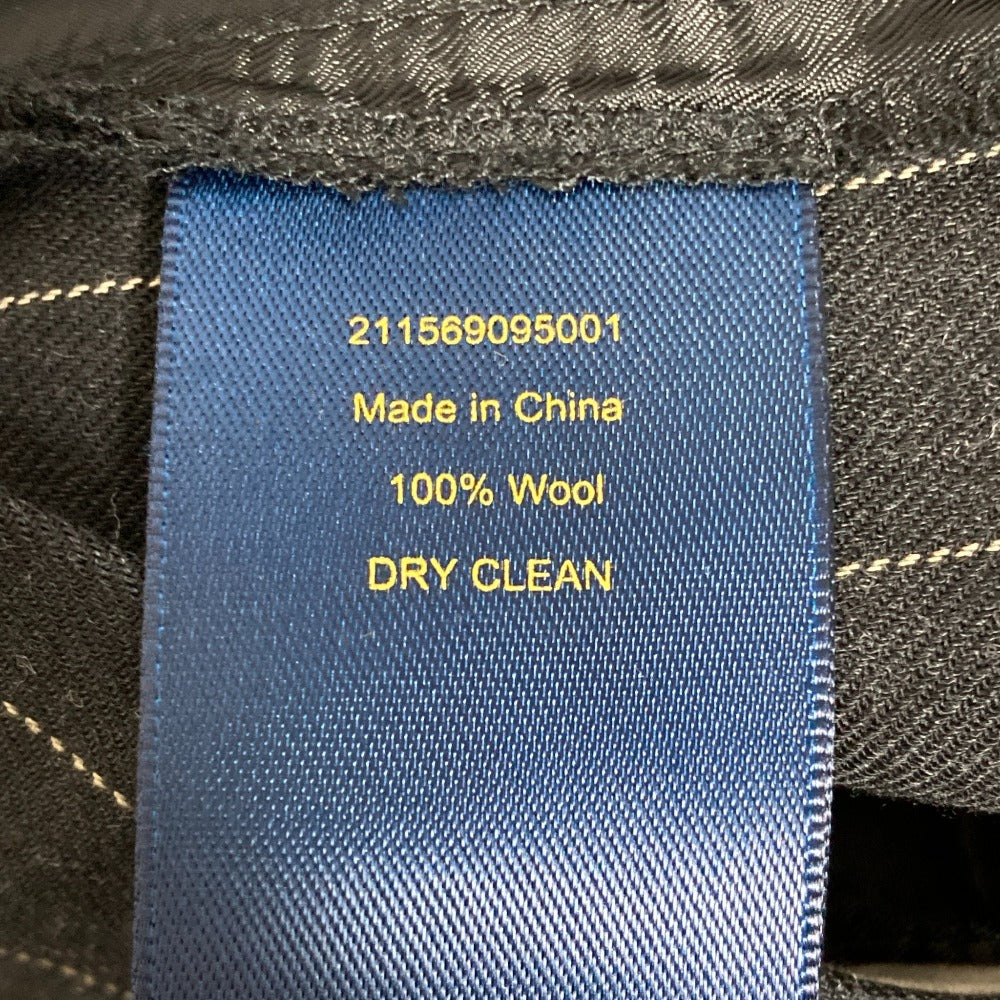 211569095001
Made in China
100% Wool
DRY CLEAN